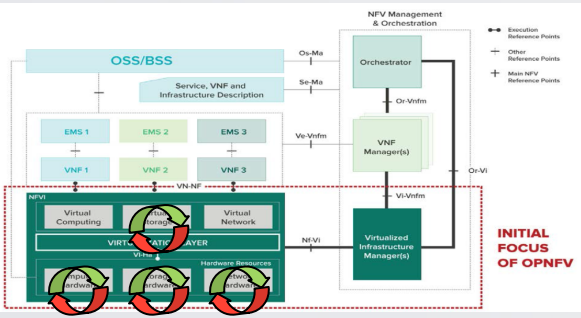 NFV Management
& Orchestration
Execution
Reference Points
Other
Reference Points
Main NFV
Reference Points
OSS/BSS
Os-Ma
Orchestrator
Service, VNF and
Infrastructure Description
Se-Ma
Or-Vnfm
EMS 1
EMS 2
EMS 3
Ve-Vnfm
VNF
Manager(s)
VNF 1
VNF 2
VNF 3
Or-Vi
VN-NF
Vi-Vnfm
NFVI
Virtual
Computing
Virtual
Network
LAYER
Nf-Vi
Virtualized
Infrastructure
Manager(s)
INITIAL
FOCUS
OF OPNFV
Hardware Resources